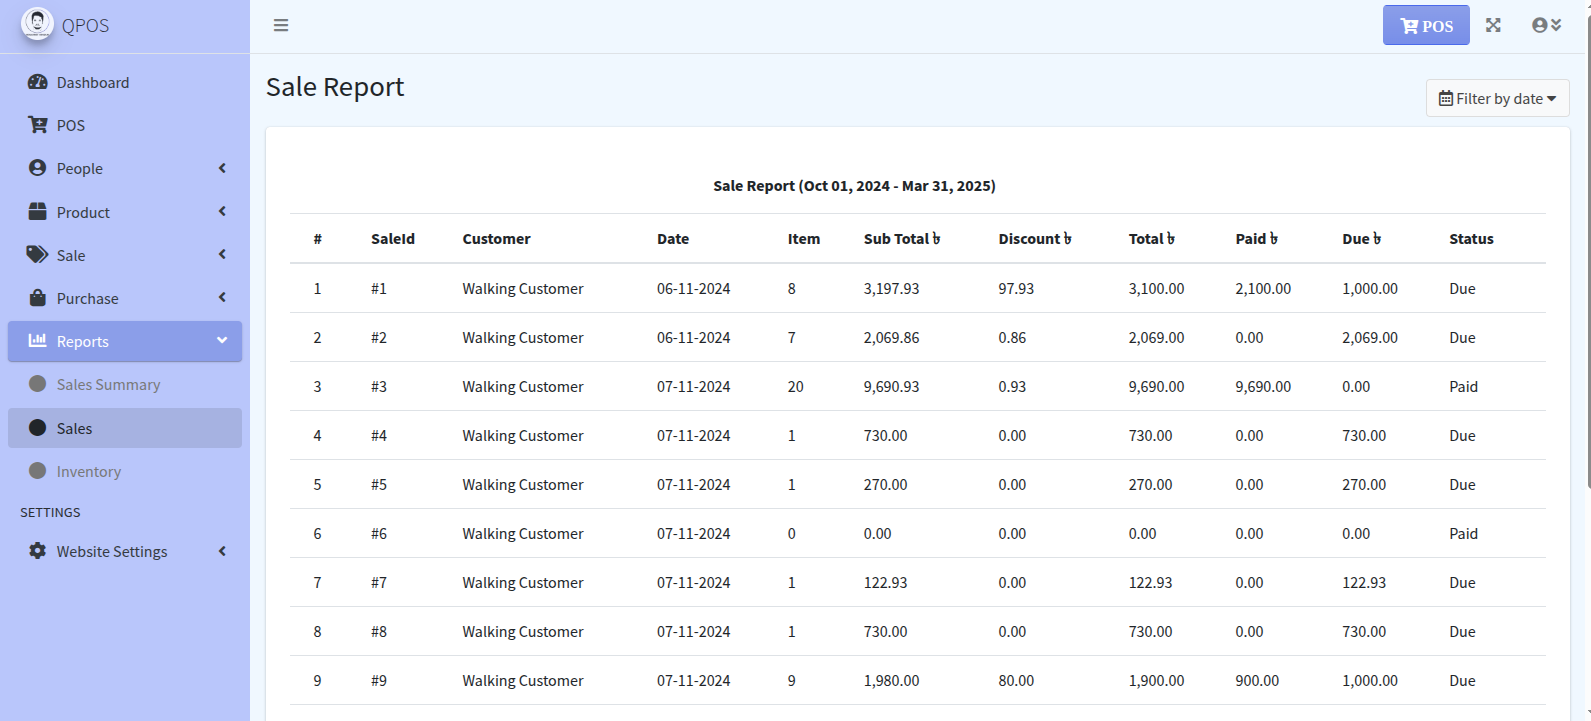 QPOS
POS
Dashboard
POS
People
Product
Sale
Purchase
Reports
Sales Summary
Sales
Inventory
SETTINGS
Website Settings
Sale Report
Filter by date
Sale Report (Oct 01, 2024 - Mar 31, 2025)
# SaleId Customer Date Item Sub Total ৳ Discount ৳ Total ৳ Paid ৳ Due ৳ Status
1 #1 Walking Customer 06-11-2024 8 3,197.93 97.93 3,100.00 2,100.00 1,000.00 Due
2 #2 Walking Customer 06-11-2024 7 2,069.86 0.86 2,069.00 0.00 2,069.00 Due
3 #3 Walking Customer 07-11-2024 20 9,690.93 0.93 9,690.00 9,690.00 0.00 Paid
4 #4 Walking Customer 07-11-2024 1 730.00 0.00 730.00 0.00 730.00 Due
5 #5 Walking Customer 07-11-2024 1 270.00 0.00 270.00 0.00 270.00 Due
6 #6 Walking Customer 07-11-2024 0 0.00 0.00 0.00 0.00 0.00 Paid
7 #7 Walking Customer 07-11-2024 1 122.93 0.00 122.93 0.00 122.93 Due
8 #8 Walking Customer 07-11-2024 1 730.00 0.00 730.00 0.00 730.00 Due
9 #9 Walking Customer 07-11-2024 9 1,980.00 80.00 1,900.00 900.00 1,000.00 Due